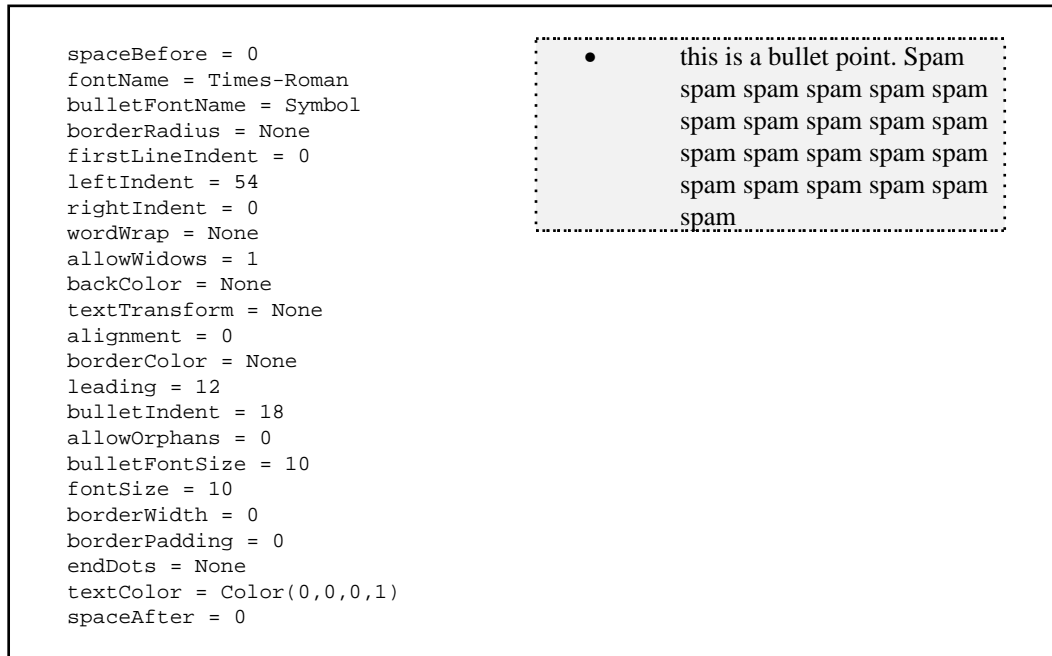 spaceBefore = 0
fontName = Times-Roman
bulletFontName = Symbol
borderRadius = None
firstLineIndent = 0
leftIndent = 54
rightIndent = 0
wordWrap = None
allowWidows = 1
backColor = None
textTransform = None
alignment = 0
borderColor = None
leading = 12
bulletIndent = 18
allowOrphans = 0
bulletFontSize = 10
fontSize = 10
borderWidth = 0
borderPadding = 0
endDots = None
textColor = Color(0,0,0,1)
spaceAfter = 0
• this is a bullet point. Spam
spam spam spam spam spam
spam spam spam spam spam
spam spam spam spam spam
spam spam spam spam spam
spam